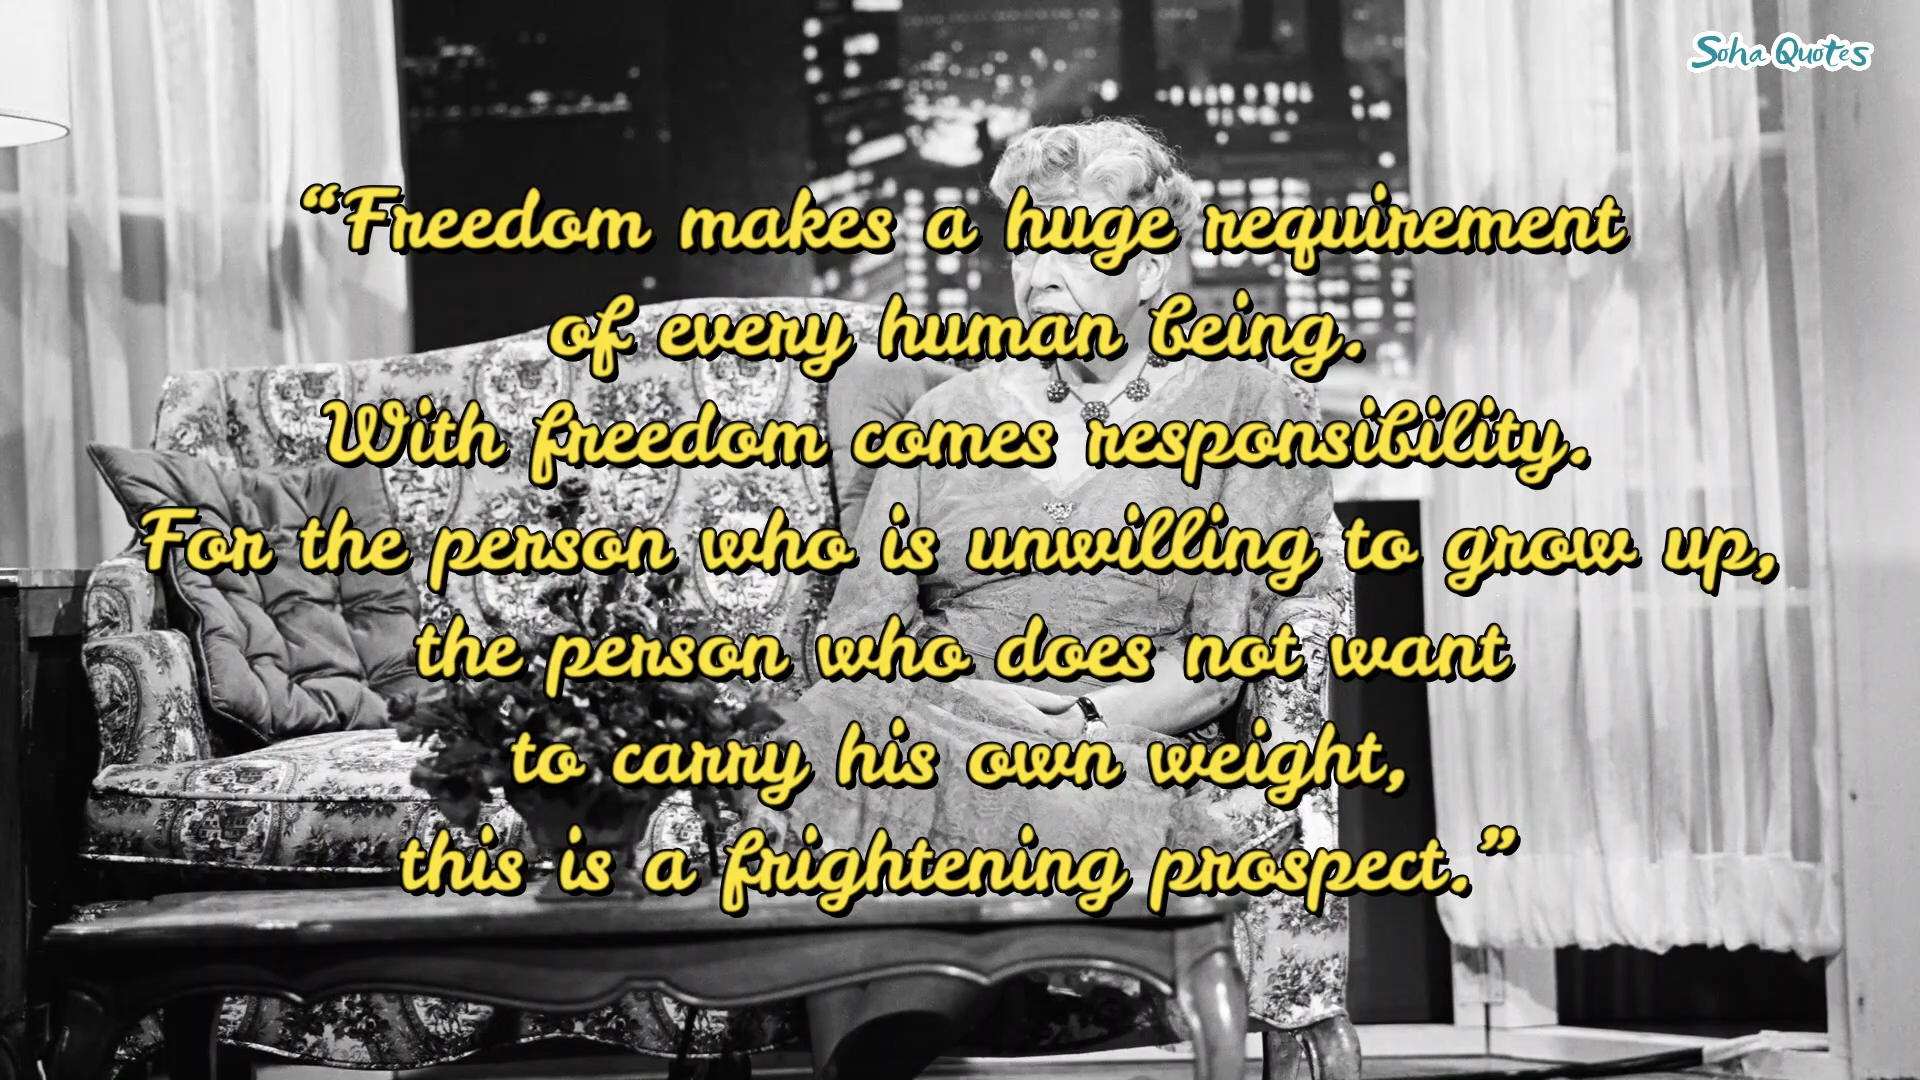 Soha Quotes
“Freedom makes a huge requirement
of every human being.
With freedom comes responsibility.
For the person who is unwilling to grow up,
the person who does not want
to carry his own weight,
this is a frightening prospect.”